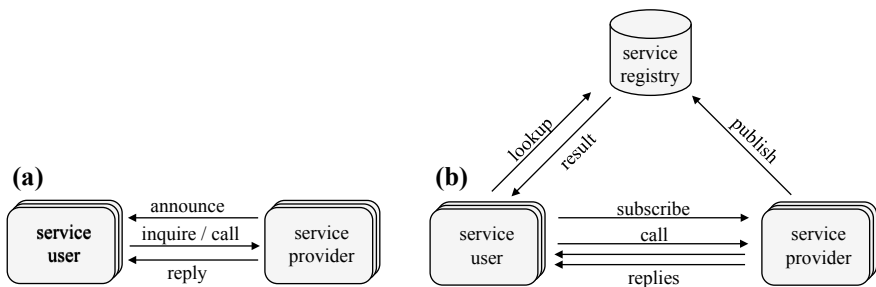 service
registry
lookup
result
publish
(a)
(b)
announce
service
user
inquire / call
service
provider
reply
service
user
subscribe
call
replies
service
provider